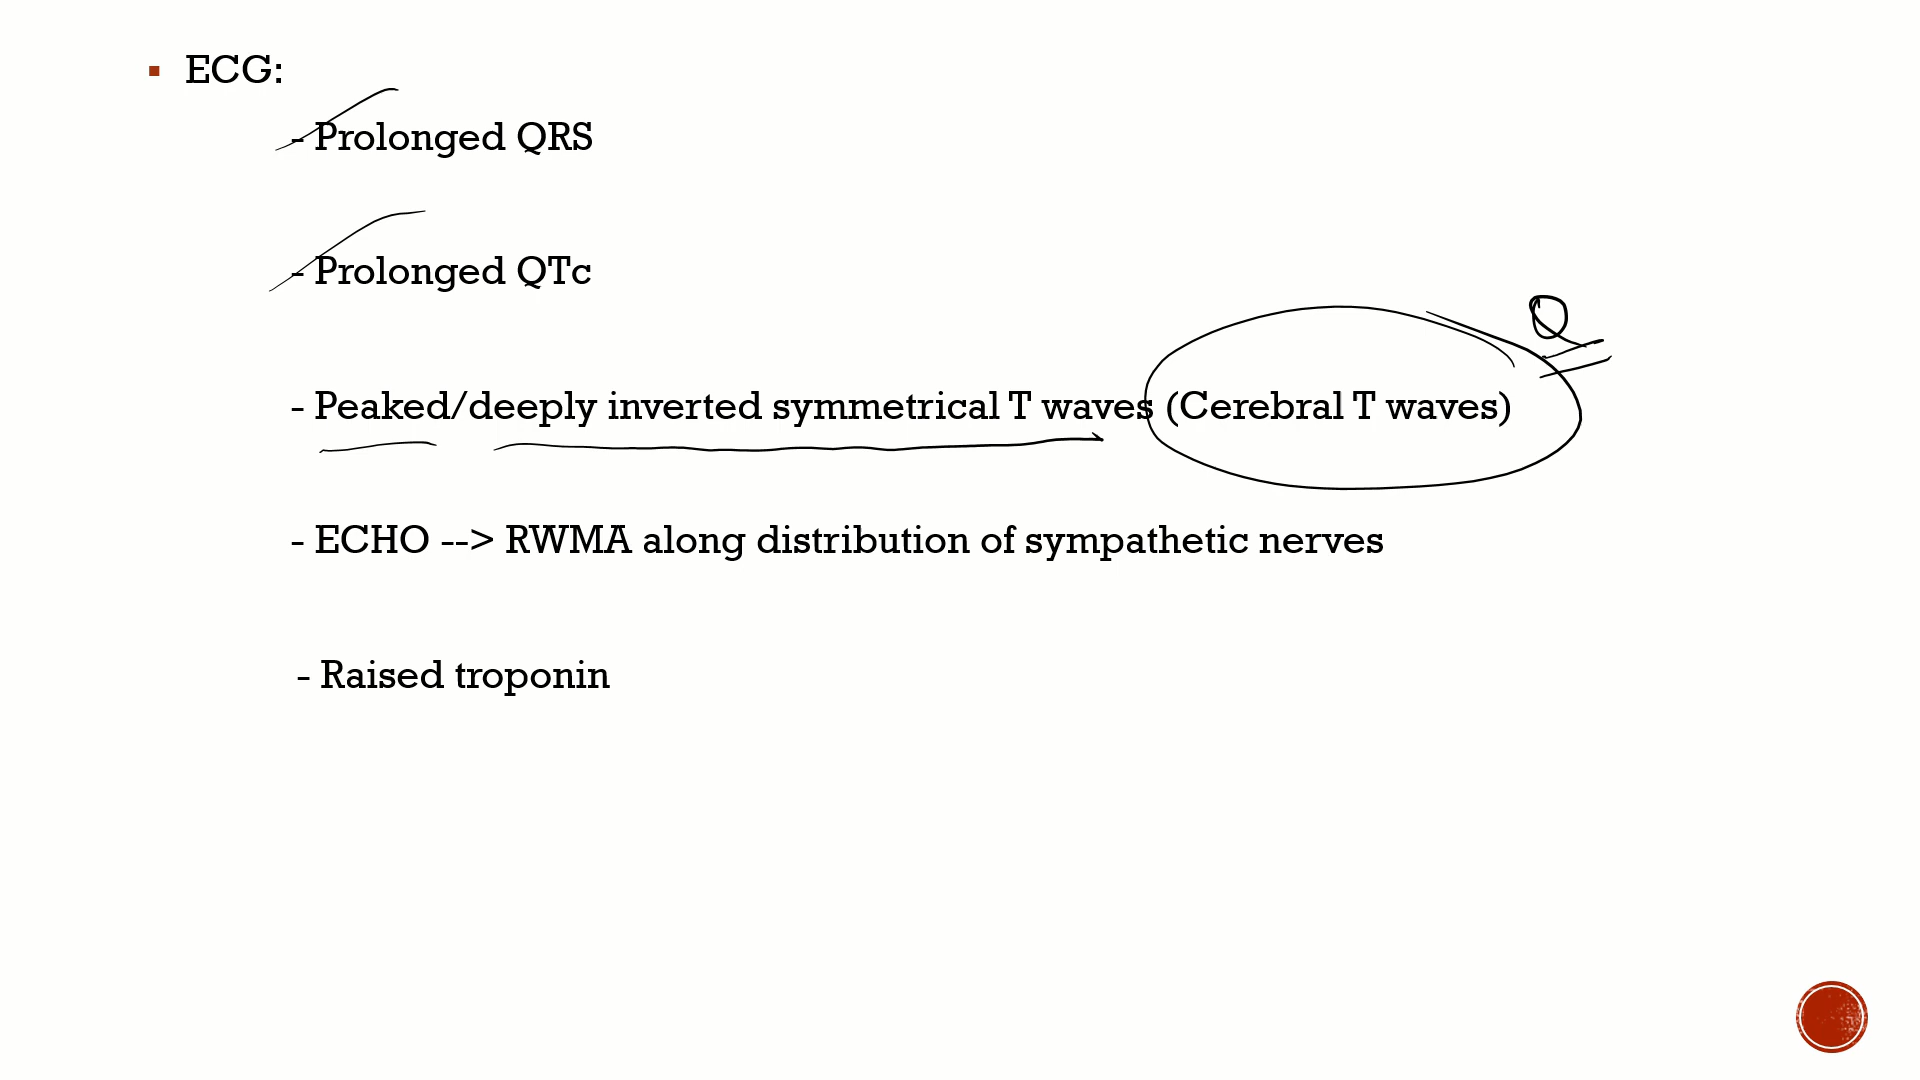 ECG:
- Prolonged QRS
- Prolonged QTc
- Peaked/deeply inverted symmetrical T waves (Cerebral T waves)
- ECHO --> RWMA along distribution of sympathetic nerves
- Raised troponin